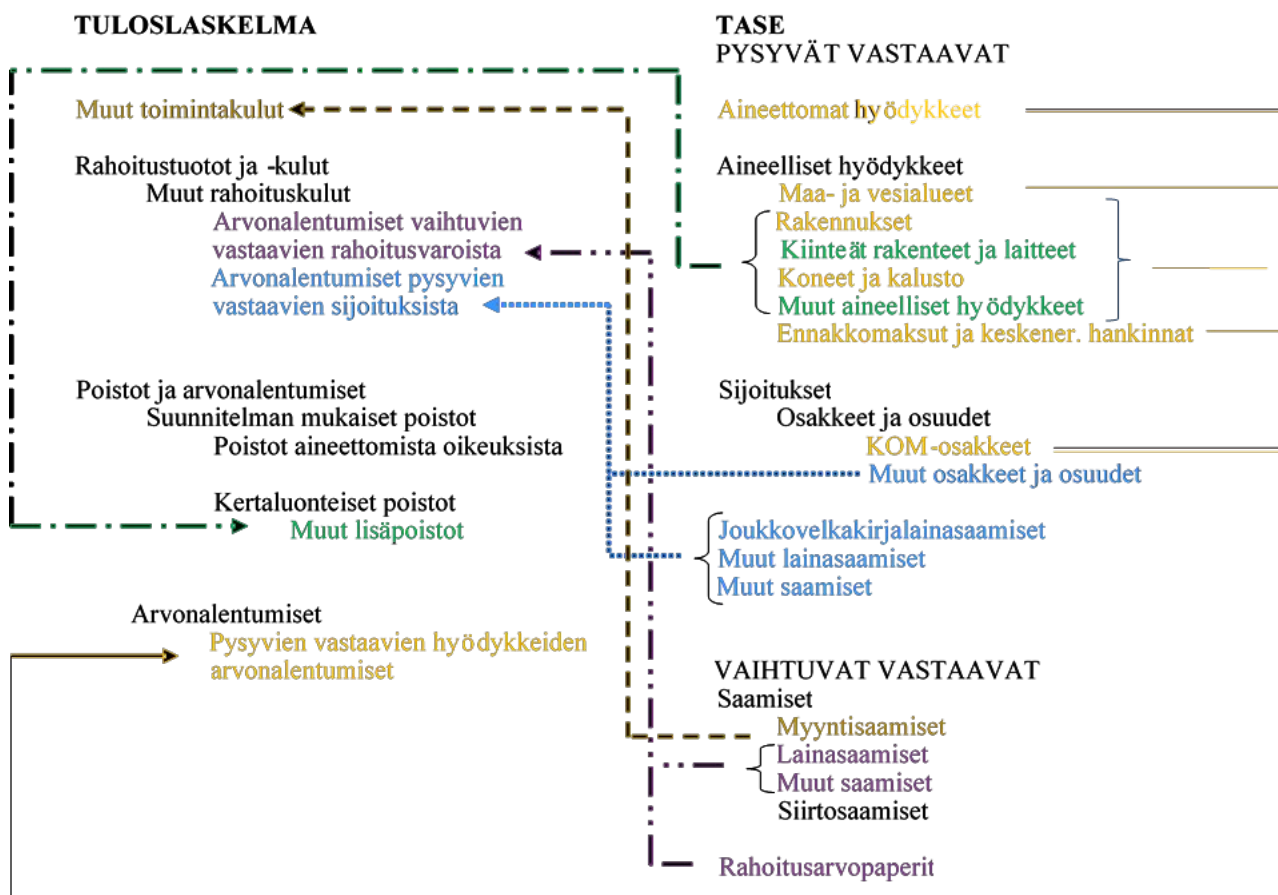 TULOSLASKELMA
Muut toimintakulut
Rahoitustuotot ja -kulut
Muut rahoituskulut
Arvonalentumiset vaihtuvien
vastaavien rahoitusvaroista
Arvonalentumiset pysyvien
vastaavien sijoituksista
Poistot ja arvonalentumiset
Suunnitelman mukaiset poistot
Poistot aineettomista oikeuksista
Kertaluonteiset poistot
Muut lisäpoistot
Arvonalentumiset
Pysyvien vastaavien hyödykkeiden
arvonalentumiset
TASE
PYSYVÄT VASTAAVAT
Aineettomat hyödykkeet
Aineelliset hyödykkeet
Maa- ja vesialueet
Rakennukset
Kiinteät rakenteet ja laitteet
Koneet ja kalusto
Muut aineelliset hyödykkeet
Ennakkomaksut ja keskener. hankinnat
Sijoitukset
Osakkeet ja osuudet
KOM-osakkeet
Muut osakkeet ja osuudet
Joukkovelkakirjalainasaamiset
Muut lainasaamiset
Muut saamiset
VAIHTUVAT VASTAAVAT
Saamiset
Myyntisaamiset
Lainasaamiset
Muut saamiset
Siirtosaamiset
Rahoitusarvopaperit